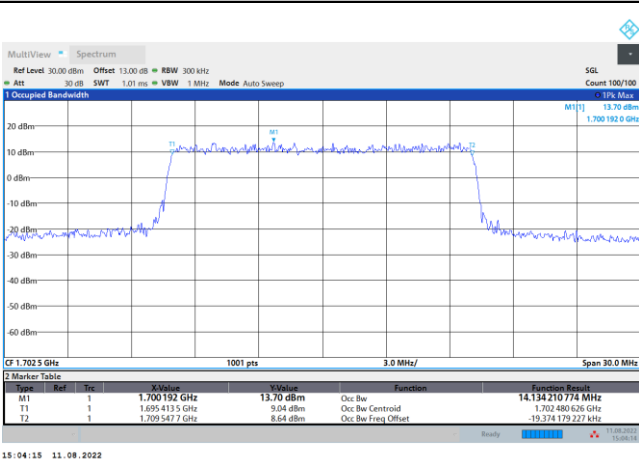 MultiView Spectrum
Ref Level 30.00 dBm Offset 13.00 dB RBW 300 kHz SGL
Att 30 dB SWT 1.01 ms VBW 1 MHz Mode Auto Sweep Count 100/100
1 Occupied Bandwidth 1Pk Max
M1[1] 13.70 dBm
1.700 192 0 GHz
20 dBm
M1
T1
T2
10 dBm
0 dBm
-10 dBm
-20 dBm
-30 dBm
-40 dBm
-50 dBm
-60 dBm
CF 1.702 5 GHz 1001 pts 3.0 MHz/ Span 30.0 MHz
2 Marker Table
Type Ref Trc X-Value Y-Value Function Function Result
M1 1 1.700 192 GHz 13.70 dBm Occ Bw 14.134 210 774 MHz
T1 1 1.695 413 5 GHz 9.04 dBm Occ Bw Centroid 1.702 480 626 GHz
T2 1 1.709 547 7 GHz 8.64 dBm Occ Bw Freq Offset -19.374 179 227 kHz
Ready 11.08.2022
15:04:14
15:04:15 11.08.2022